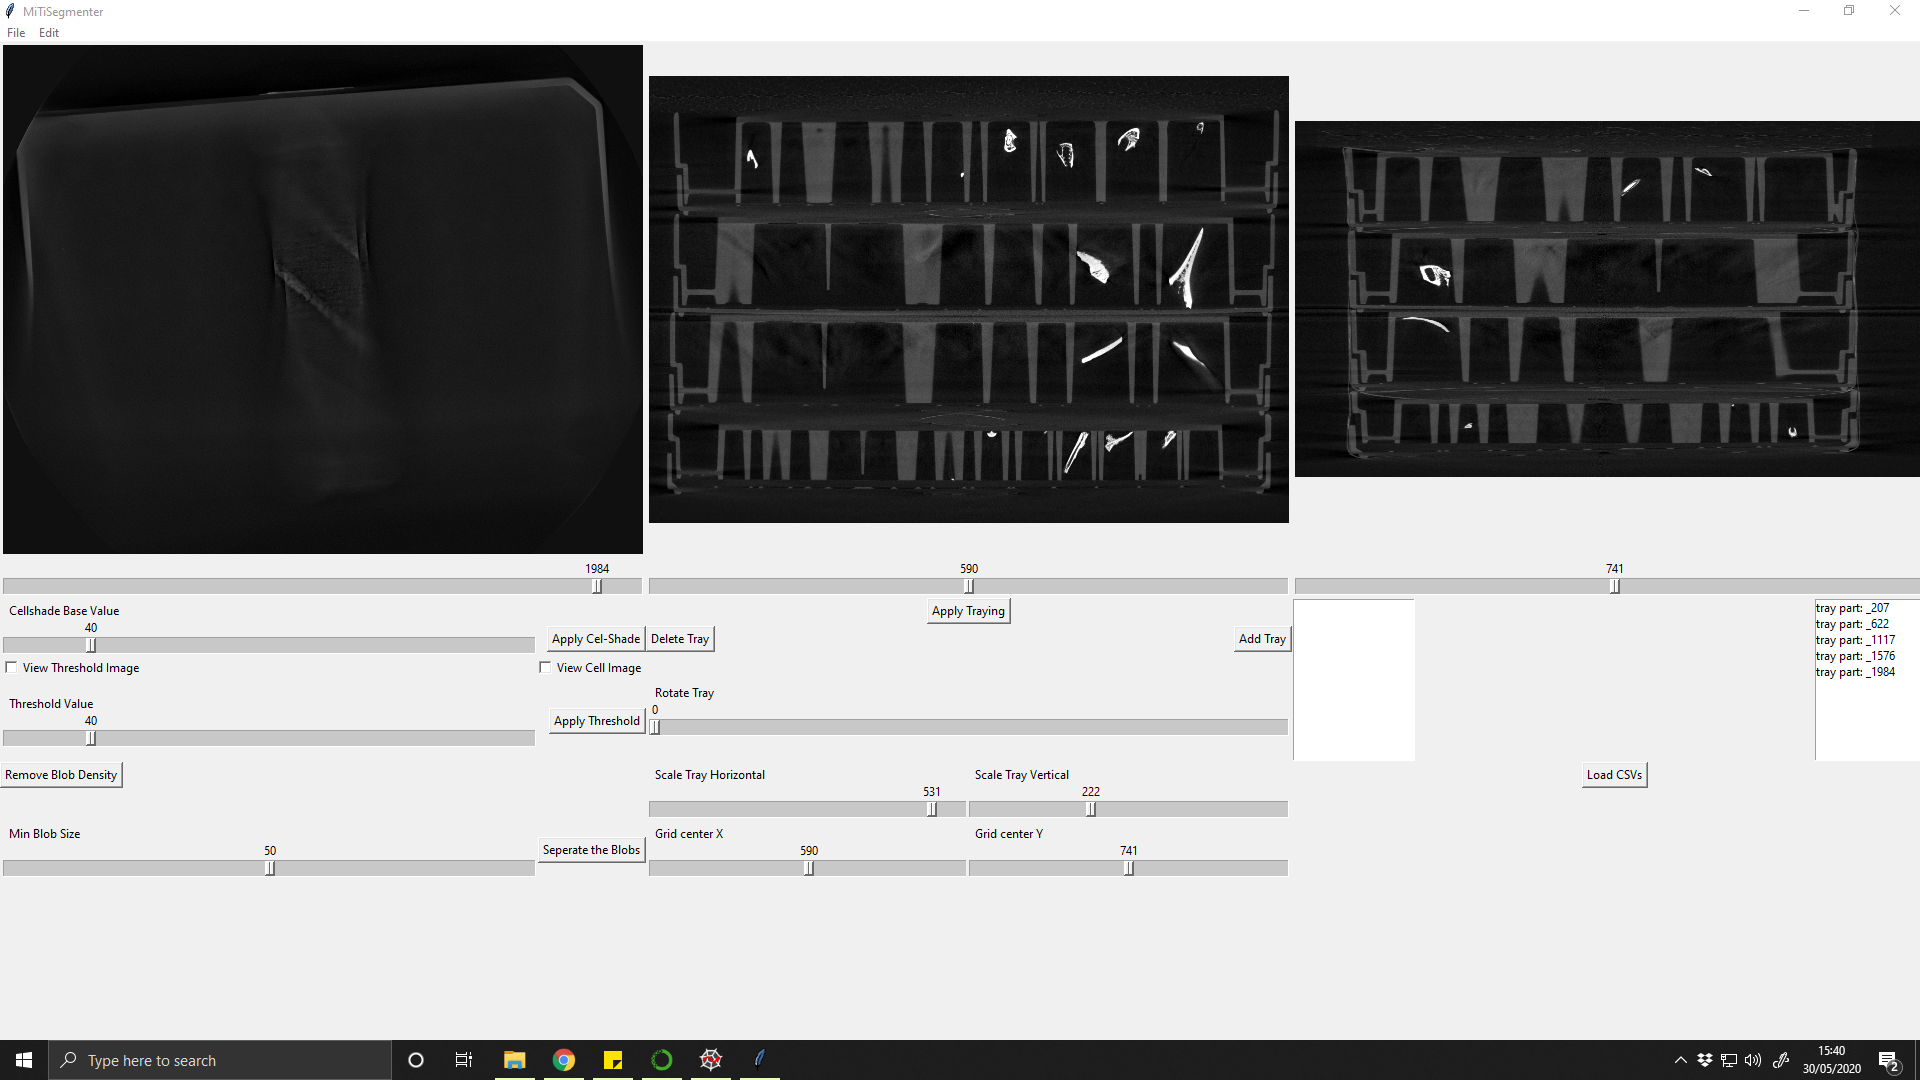 MiTiSegmenter
File Edit
1984
590
741
Cellshade Base Value
40
Apply Cel-Shade
Delete Tray
Apply Traying
Add Tray
View Threshold Image
View Cell Image
Threshold Value
40
Apply Threshold
Rotate Tray
0
Remove Blob Density
Scale Tray Horizontal
531
Scale Tray Vertical
222
Min Blob Size
50
Seperate the Blobs
Grid center X
590
Grid center Y
741
tray part: _207
tray part: _622
tray part: _1117
tray part: _1576
tray part: _1984
Load CSVs
Type here to search
15:40
30/05/2020
2